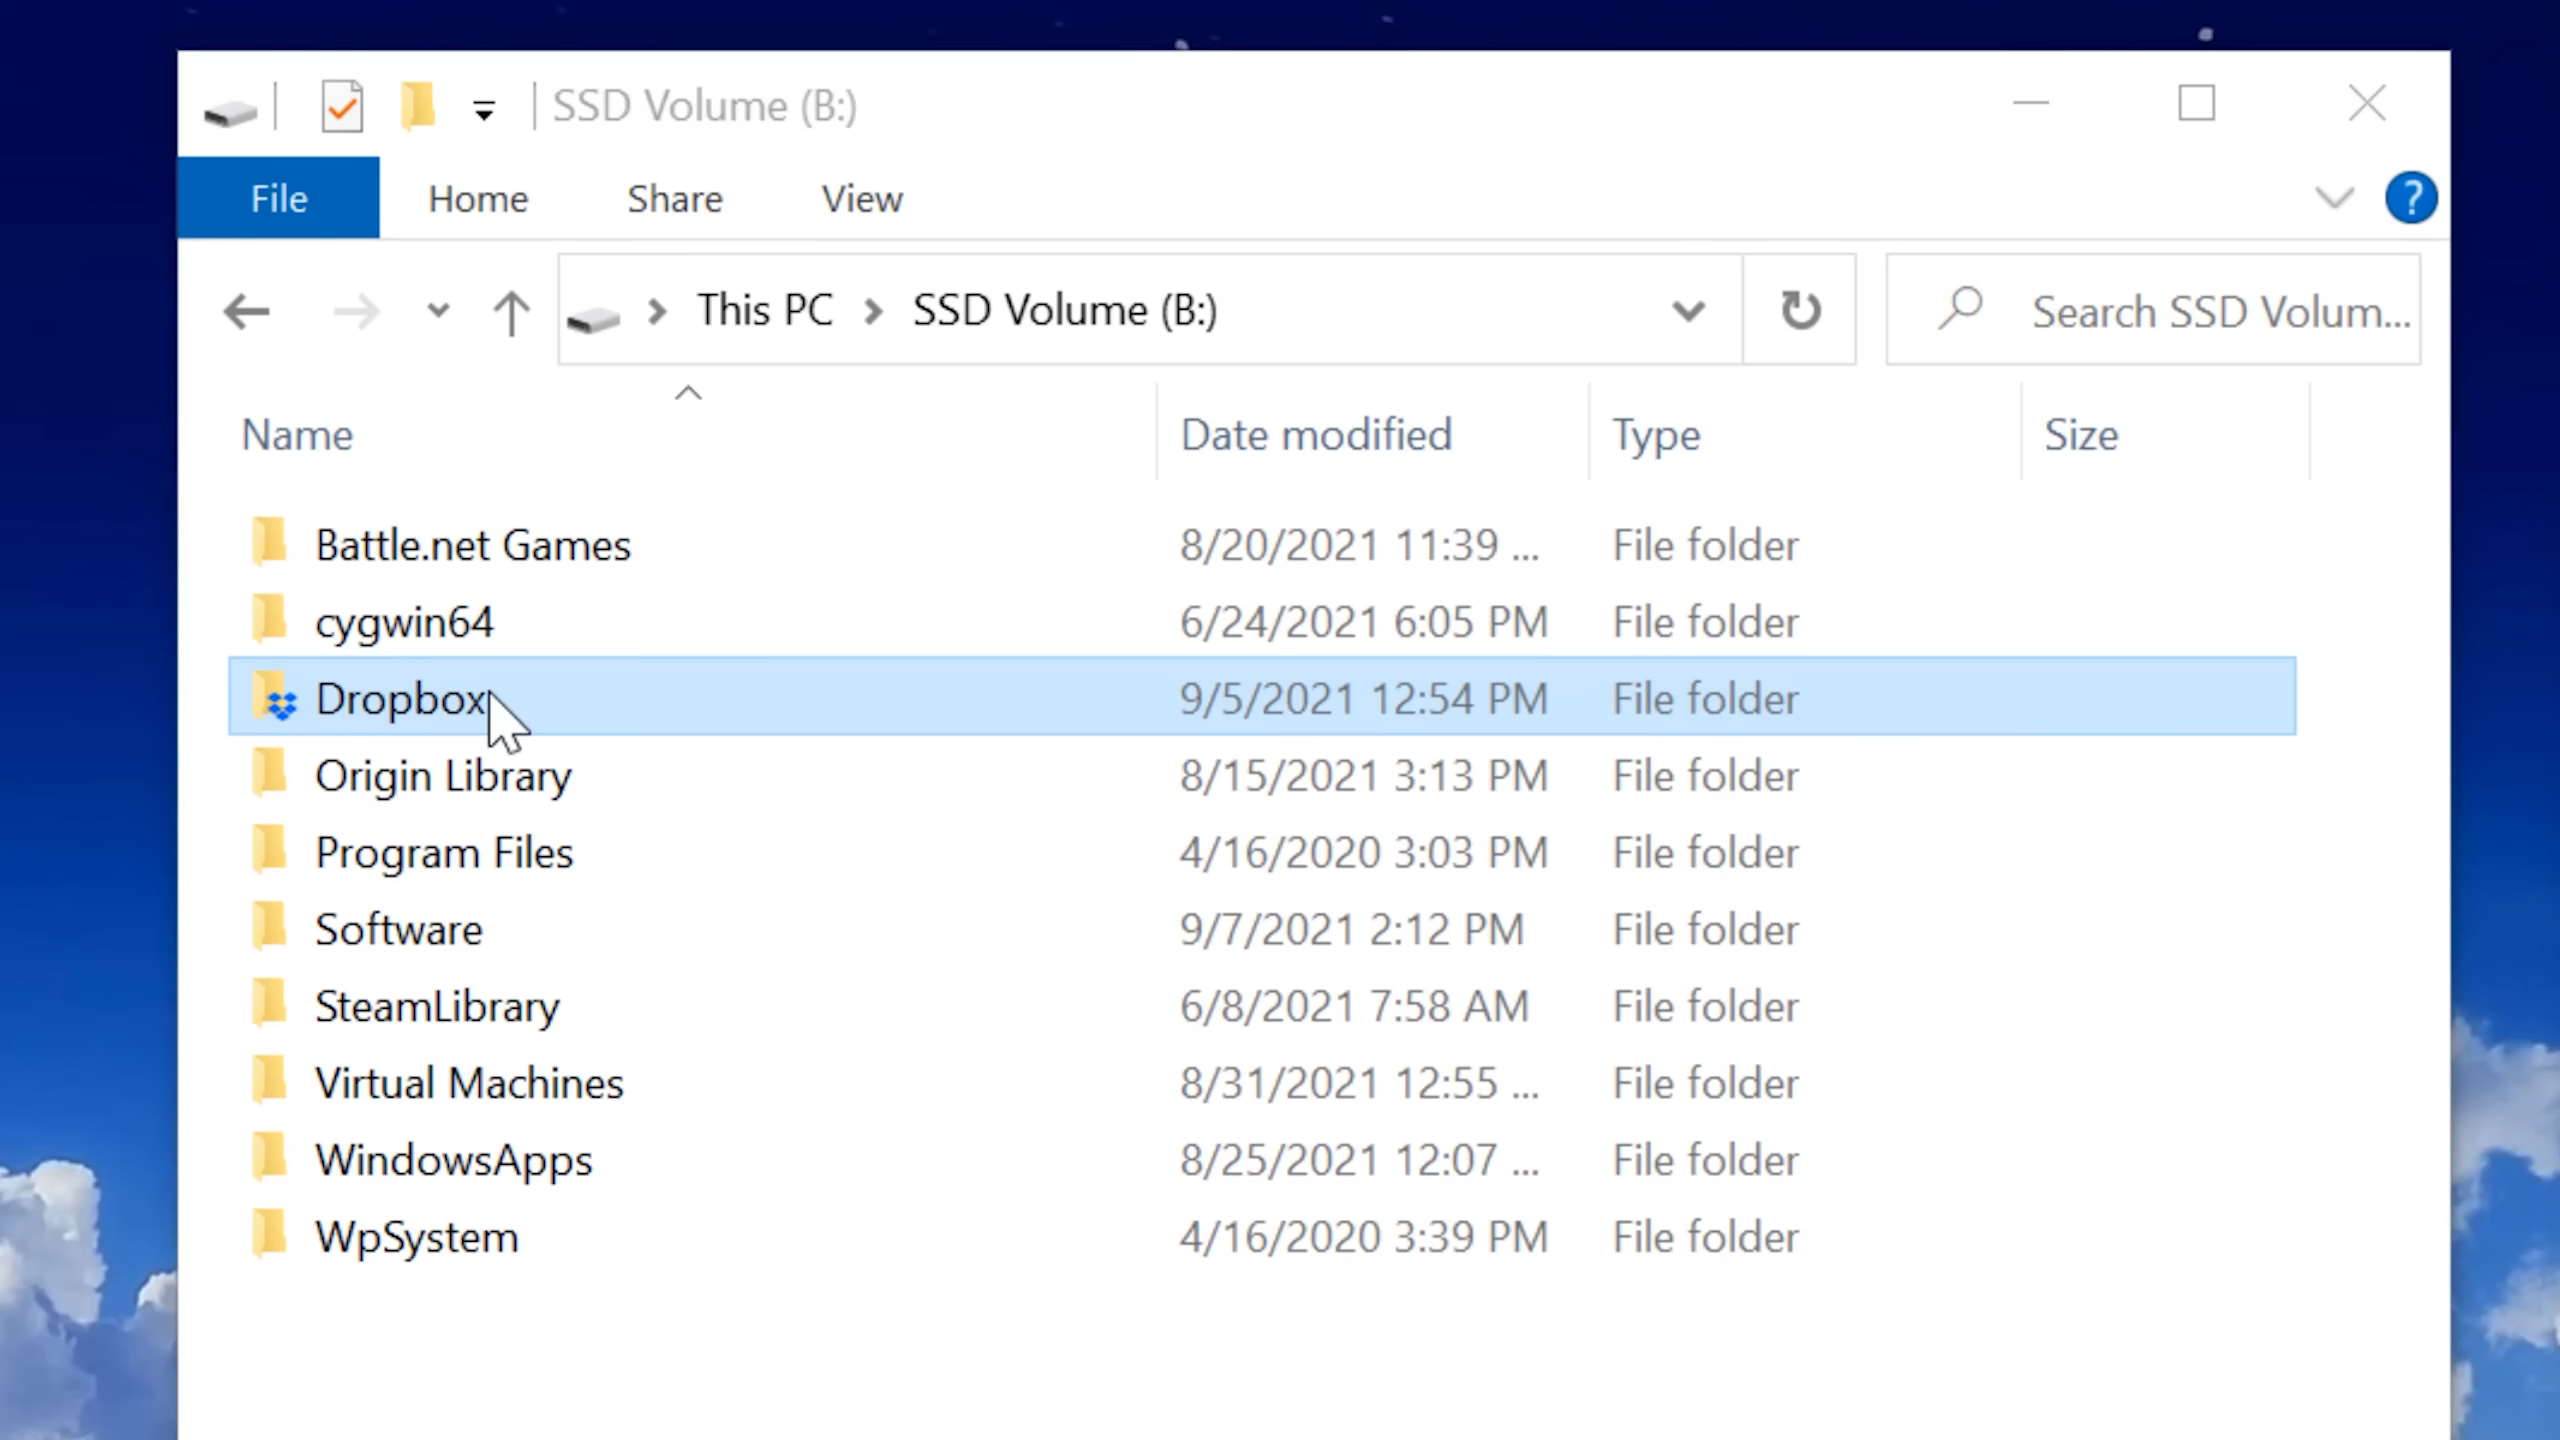 SSD Volume (B:)
File Home Share View ?
This PC SSD Volume (B:) Search SSD Volum...
Name Date modified Type Size
Battle.net Games 8/20/2021 11:39 ... File folder
cygwin64 6/24/2021 6:05 PM File folder
Dropbox 9/5/2021 12:54 PM File folder
Origin Library 8/15/2021 3:13 PM File folder
Program Files 4/16/2020 3:03 PM File folder
Software 9/7/2021 2:12 PM File folder
SteamLibrary 6/8/2021 7:58 AM File folder
Virtual Machines 8/31/2021 12:55 ... File folder
WindowsApps 8/25/2021 12:07 ... File folder
WpSystem 4/16/2020 3:39 PM File folder